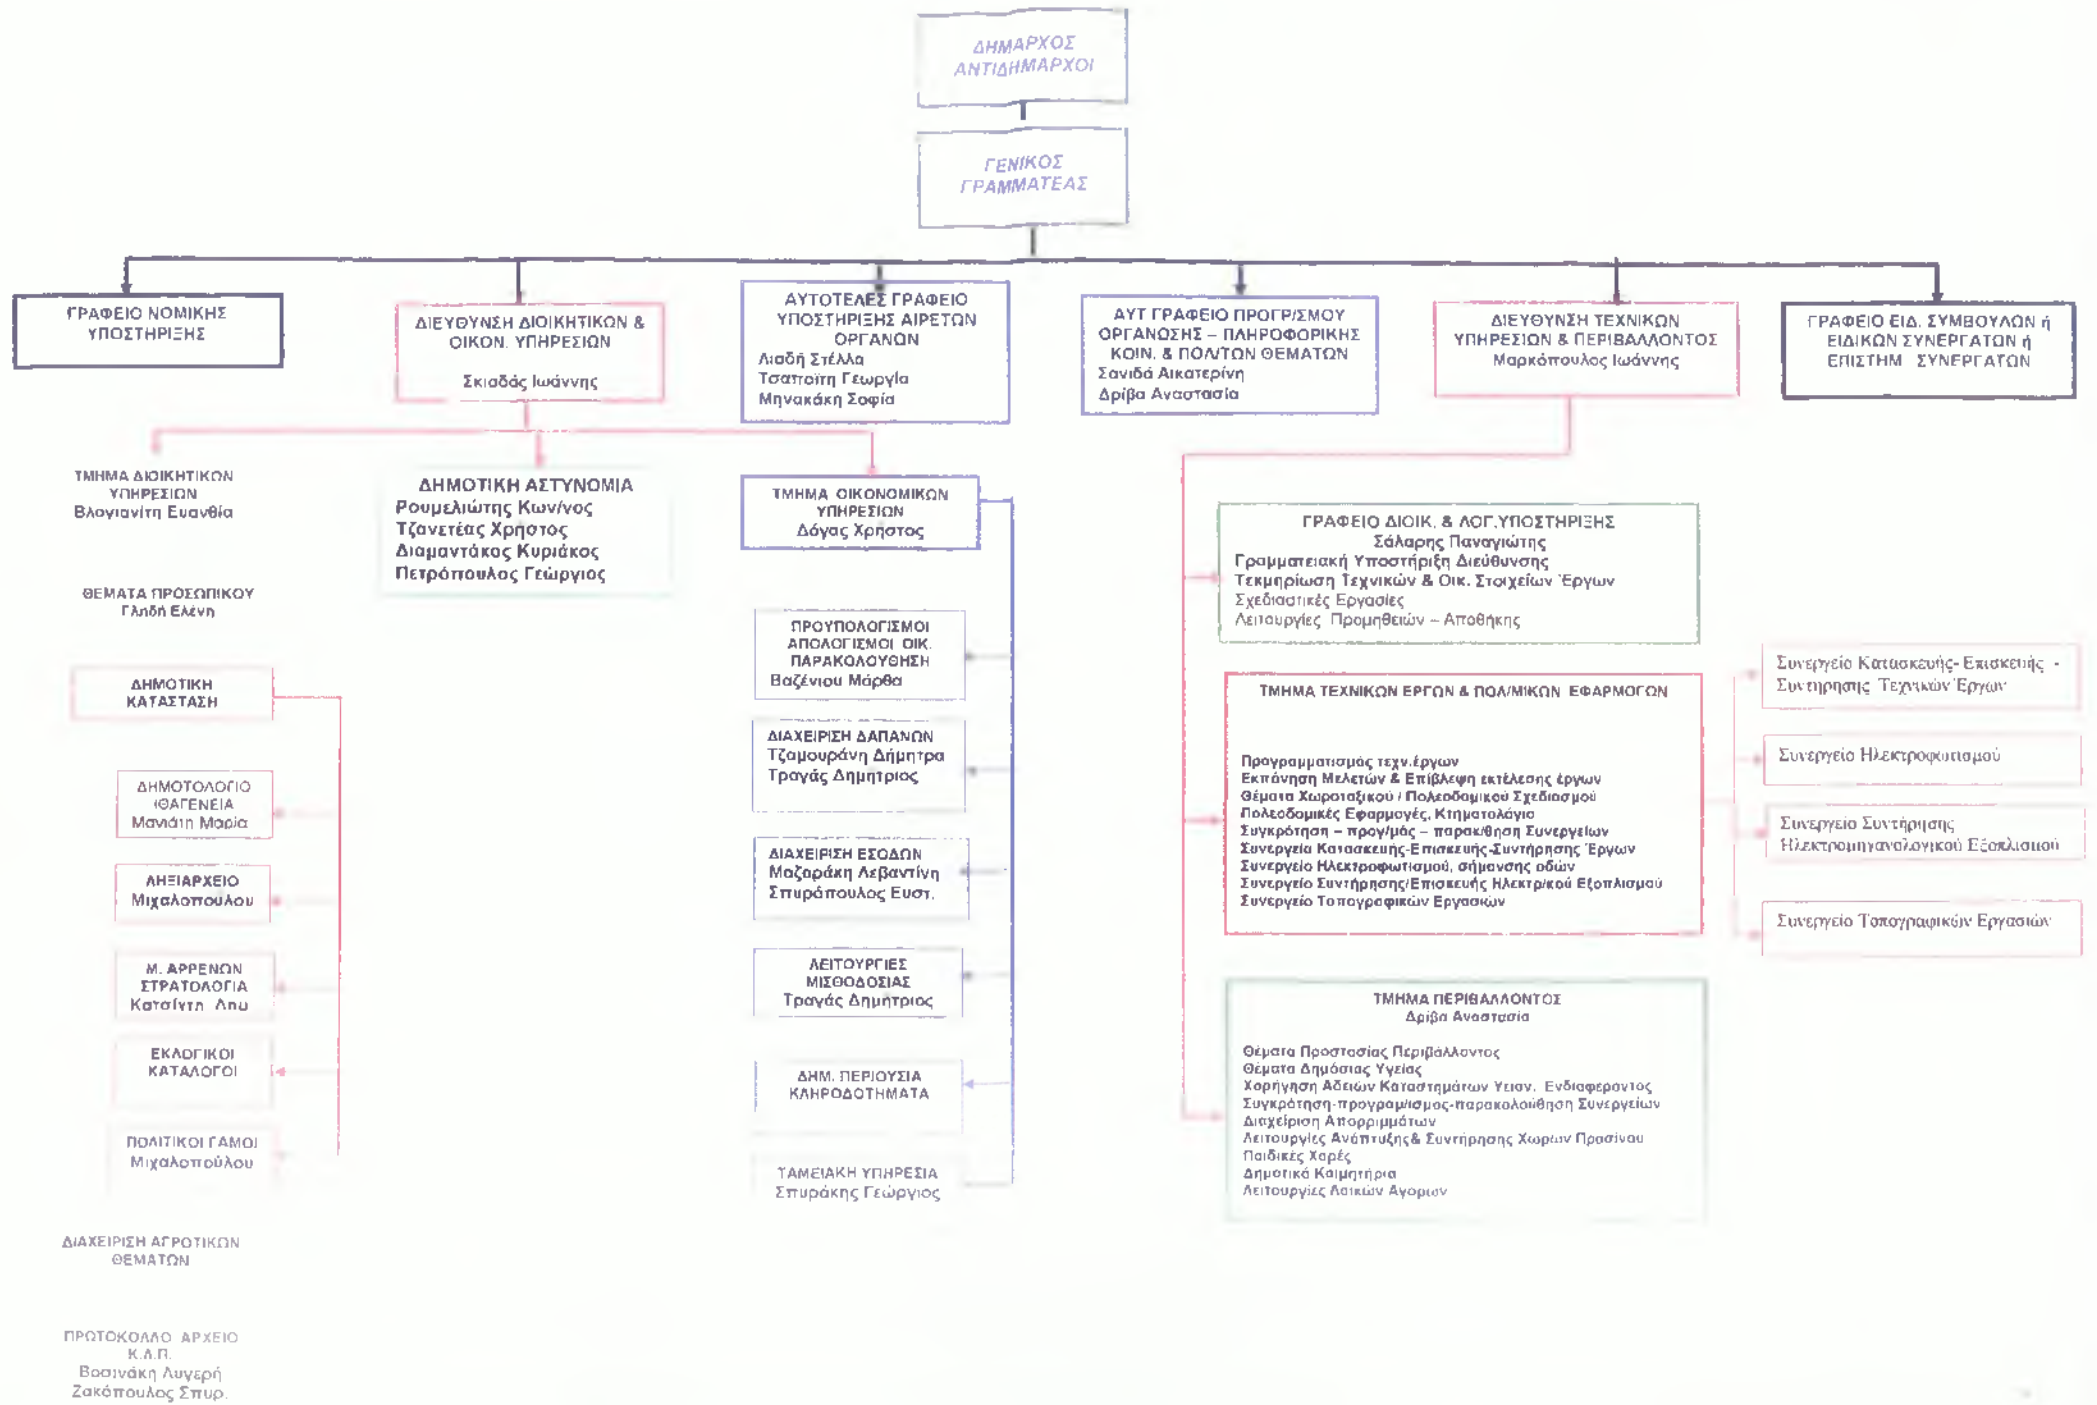 ΔΗΜΑΡΧΟΣ
ΑΝΤΙΔΗΜΑΡΧΟΙ
ΓΕΝΙΚΟΣ
ΓΡΑΜΜΑΤΕΑΣ
ΓΡΑΦΕΙΟ ΝΟΜΙΚΗΣ
ΥΠΟΣΤΗΡΙΞΗΣ
ΔΙΕΥΘΥΝΣΗ ΔΙΟΙΚΗΤΙΚΩΝ &
ΟΙΚΟΝ. ΥΠΗΡΕΣΙΩΝ
Σκιαδάς Ιωάννης
ΑΥΤΟΤΕΛΕΣ ΓΡΑΦΕΙΟ
ΥΠΟΣΤΗΡΙΞΗΣ ΑΙΡΕΤΩΝ
ΟΡΓΑΝΩΝ
Λιαδή Στέλλα
Τσαποϊτη Γεωργία
Μηνακάκη Σοφία
ΑΥΤ ΓΡΑΦΕΙΟ ΠΡΟΓΡ/ΣΜΟΥ
ΟΡΓΑΝΩΣΗΣ – ΠΛΗΡΟΦΟΡΙΚΗΣ
ΚΟΙΝ. & ΠΟΛ/ΤΩΝ ΘΕΜΑΤΩΝ
Σανιδά Αικατερίνη
Δρίβα Αναστασία
ΔΙΕΥΘΥΝΣΗ ΤΕΧΝΙΚΩΝ
ΥΠΗΡΕΣΙΩΝ & ΠΕΡΙΒΑΛΛΟΝΤΟΣ
Μαρκόπουλος Ιωάννης
ΓΡΑΦΕΙΟ ΕΙΔ. ΣΥΜΒΟΥΛΩΝ ή
ΕΙΔΙΚΩΝ ΣΥΝΕΡΓΑΤΩΝ ή
ΕΠΙΣΤΗΜ ΣΥΝΕΡΓΑΤΩΝ
ΤΜΗΜΑ ΔΙΟΙΚΗΤΙΚΩΝ
ΥΠΗΡΕΣΙΩΝ
Βλογιανίτη Ευανθία
ΘΕΜΑΤΑ ΠΡΟΣΩΠΙΚΟΥ
Γληδή Ελένη
ΔΗΜΟΤΙΚΗ
ΚΑΤΑΣΤΑΣΗ
ΔΗΜΟΤΟΛΟΓΙΟ
ΙΘΑΓΕΝΕΙΑ
Μανιάτη Μαρία
ΛΗΞΙΑΡΧΕΙΟ
Μιχαλοπούλου
Μ. ΑΡΡΕΝΩΝ
ΣΤΡΑΤΟΛΟΓΙΑ
Κατσίντη
ΕΚΛΟΓΙΚΟΙ
ΚΑΤΑΛΟΓΟΙ
ΠΟΛΙΤΙΚΟΙ ΓΑΜΟΙ
Μιχαλοπούλου
ΔΙΑΧΕΙΡΙΣΗ ΑΓΡΟΤΙΚΩΝ
ΘΕΜΑΤΩΝ
ΠΡΩΤΟΚΟΛΛΟ ΑΡΧΕΙΟ
Κ.Λ.Π.
Βασινάκη Λυγερή
Ζακόπουλος Σπυρ.
ΔΗΜΟΤΙΚΗ ΑΣΤΥΝΟΜΙΑ
Ρουμελιώτης Κων/νος
Τζανετέας Χρήστος
Διαμαντάκος Κυριάκος
Πετρόπουλος Γεώργιος
ΤΜΗΜΑ ΟΙΚΟΝΟΜΙΚΩΝ
ΥΠΗΡΕΣΙΩΝ
Δόγας Χρήστος
ΠΡΟΥΠΟΛΟΓΙΣΜΟΙ
ΑΠΟΛΟΓΙΣΜΟΙ ΟΙΚ.
ΠΑΡΑΚΟΛΟΥΘΗΣΗ
Βαζένιου Μάρθα
ΔΙΑΧΕΙΡΙΣΗ ΔΑΠΑΝΩΝ
Τζαμουράνη Δήμητρα
Τραγάς Δημήτριος
ΔΙΑΧΕΙΡΙΣΗ ΕΣΟΔΩΝ
Μαζαράκη Λεβαντίνη
Σπυρόπουλος Ευστ.
ΛΕΙΤΟΥΡΓΙΕΣ
ΜΙΣΘΟΔΟΣΙΑΣ
Τραγάς Δημήτριος
ΔΗΜ. ΠΕΡΙΟΥΣΙΑ
ΚΛΗΡΟΔΟΤΗΜΑΤΑ
ΤΑΜΕΙΑΚΗ ΥΠΗΡΕΣΙΑ
Σπυράκης Γεώργιος
ΓΡΑΦΕΙΟ ΔΙΟΙΚ. & ΛΟΓ.ΥΠΟΣΤΗΡΙΞΗΣ
Σάλαρης Παναγιώτης
Γραμματειακή Υποστήριξη Διεύθυνσης
Τεκμηρίωση Τεχνικών & Οικ. Στοιχείων Έργων
Σχεδιαστικές Εργασίες
Λειτουργίες Προμηθειών – Αποθήκης
ΤΜΗΜΑ ΤΕΧΝΙΚΩΝ ΕΡΓΩΝ & ΠΟΛ/ΜΙΚΩΝ ΕΦΑΡΜΟΓΩΝ
Προγραμματισμός τεχν.έργων
Εκπόνηση Μελετών & Επίβλεψη εκτέλεσης έργων
Θέματα Χωροταξικού / Πολεοδομικού Σχεδιασμού
Πολεοδομικές Εφαρμογές, Κτηματολόγιο
Συγκρότηση – προγ/μός – παρακ/θηση Συνεργείων
Συνεργείο Κατασκευής-Επισκευής-Συντήρησης Έργων
Συνεργείο Ηλεκτροφωτισμού, σήμανσης οδών
Συνεργείο Συντήρησης/Επισκευής Ηλεκτρ/κού Εξοπλισμού
Συνεργείο Τοπογραφικών Εργασιών
ΤΜΗΜΑ ΠΕΡΙΒΑΛΛΟΝΤΟΣ
Δρίβα Αναστασία
Θέματα Προστασίας Περιβάλλοντος
Θέματα Δημόσιας Υγείας
Χορήγηση Αδειών Καταστημάτων Υγειον. Ενδιαφέροντος
Συγκρότηση-προγραμ/ισμος-παρακολούθηση Συνεργείων
Διαχείριση Απορριμμάτων
Λειτουργίες Ανάπτυξης& Συντήρησης Χώρων Πρασίνου
Παιδικές Χαρές
Δημοτικά Κοιμητήρια
Λειτουργίες Λαϊκών Αγορών
Συνεργείο Κατασκευής- Επισκευής -
Συντήρησης Τεχνικών Έργων
Συνεργείο Ηλεκτροφωτισμού
Συνεργείο Συντήρησης
Ηλεκτρομηχανολογικού Εξοπλισμού
Συνεργείο Τοπογραφικών Εργασιών